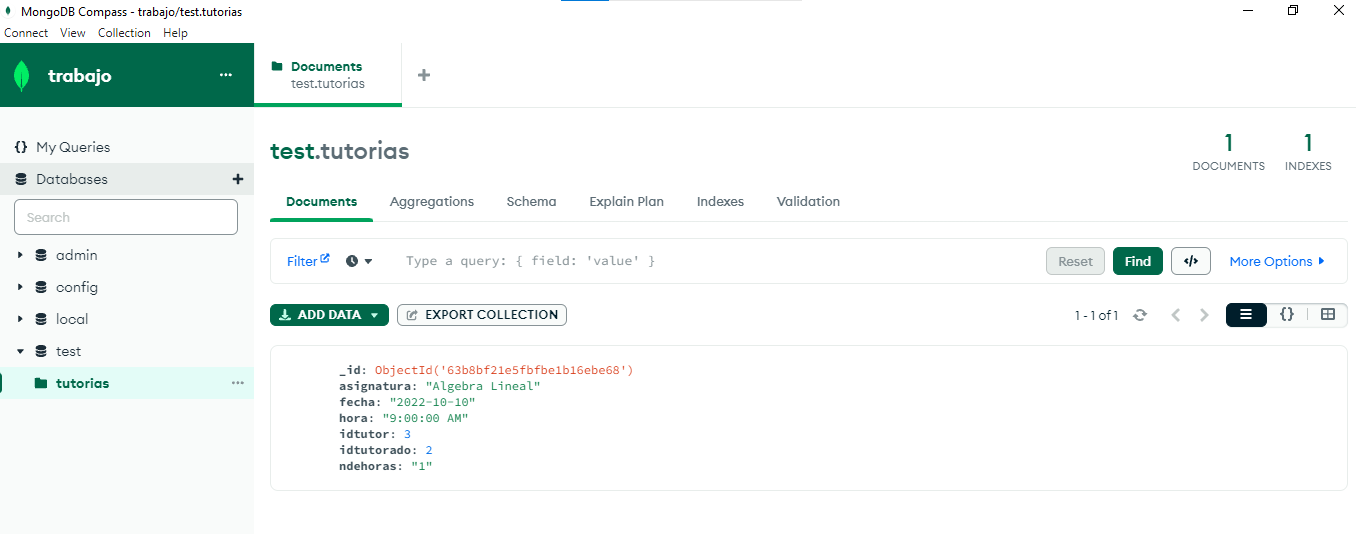 MongoDB Compass - trabajo/test.tutorias
Connect View Collection Help
trabajo
Documents
test.tutorias
My Queries
Databases
Search
admin
config
local
test
tutorias
test.tutorias
1
DOCUMENTS
1
INDEXES
Documents Aggregations Schema Explain Plan Indexes Validation
Filter Type a query: { field: 'value' } Reset Find </> More Options
ADD DATA EXPORT COLLECTION 1 - 1 of 1 {}
_id: ObjectId('63b8bf21e5fbfbe1b16ebe68')
asignatura: "Algebra Lineal"
fecha: "2022-10-10"
hora: "9:00:00 AM"
idtutor: 3
idtutorado: 2
ndehoras: "1"